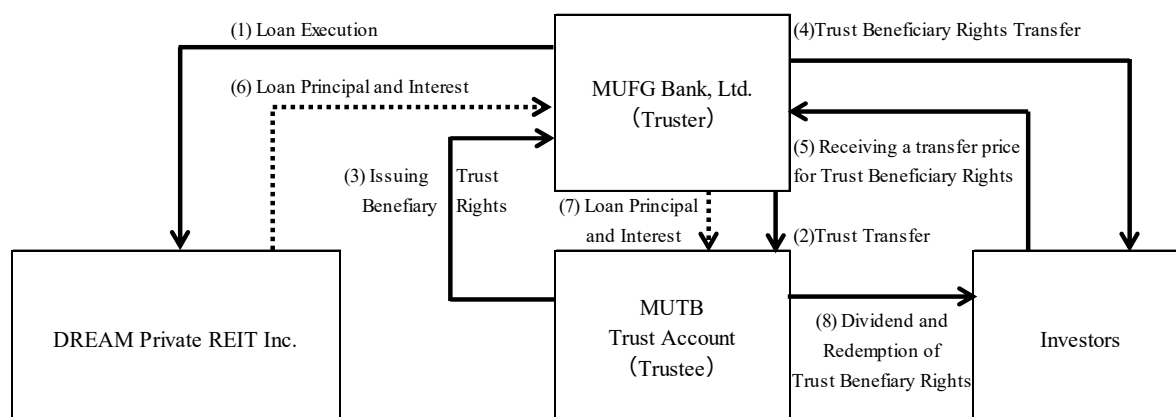 (1) Loan Execution
(4)Trust Beneficiary Rights Transfer
(6) Loan Principal and Interest
MUFG Bank, Ltd.
（Truster）
(5) Receiving a transfer price
for Trust Beneficiary Rights
(3) Issuing Trust
Benefiary Rights
(7) Loan Principal
and Interest
(2)Trust Transfer
DREAM Private REIT Inc.
MUTB
Trust Account
（Trustee）
(8) Dividend and
Redemption of
Trust Benefiary Rights
Investors